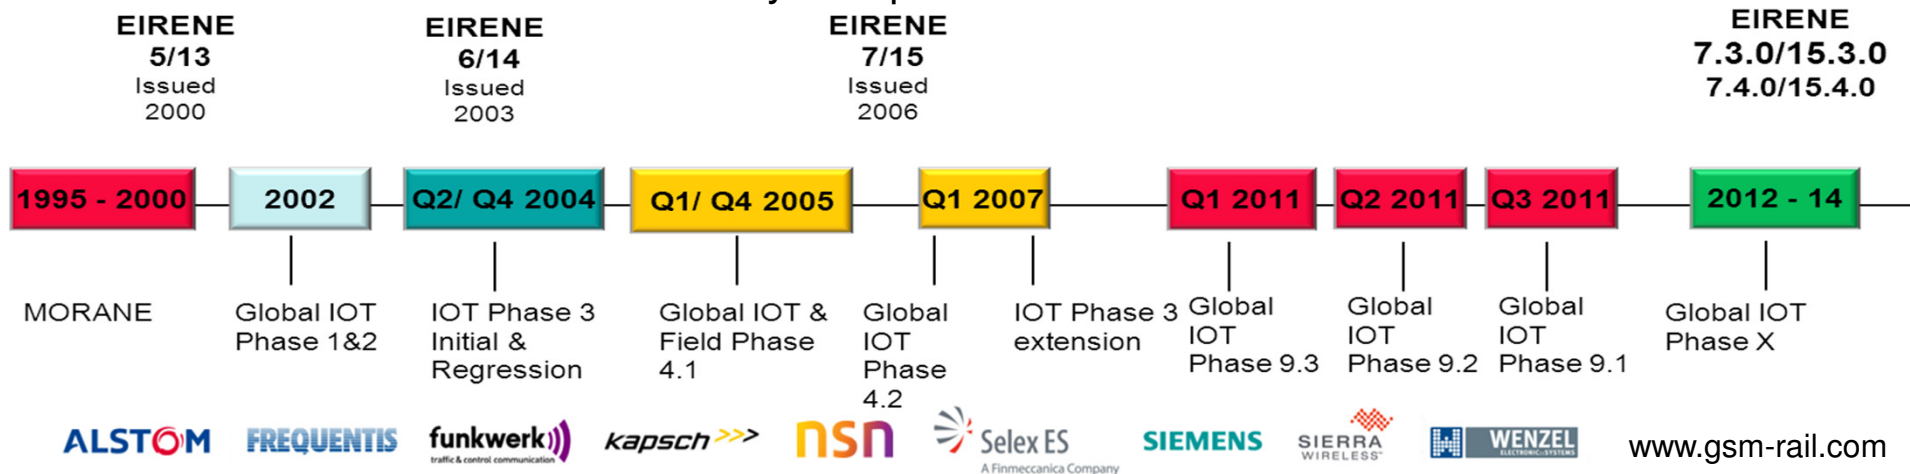 EIRENE
5/13
Issued
2000
EIRENE
6/14
Issued
2003
EIRENE
7/15
Issued
2006
EIRENE
7.3.0/15.3.0
7.4.0/15.4.0
1995 - 2000
2002
Q2/ Q4 2004
Q1/ Q4 2005
Q1 2007
Q1 2011
Q2 2011
Q3 2011
2012 - 14
MORANE
Global IOT
Phase 1&2
IOT Phase 3
Initial &
Regression
Global IOT &
Field Phase
4.1
Global
IOT
Phase
4.2
IOT Phase 3
extension
Global
IOT
Phase 9.3
Global
IOT
Phase 9.2
Global
IOT
Phase 9.1
Global IOT
Phase X
ALSTOM
FREQUENTIS
funkwerk
traffic & control communication
kapsch >>>
nsn
Selex ES
A Finmeccanica Company
SIEMENS
SIERRA
WIRELESS
W WENZEL
ELECTRONIC-SYSTEMS
www.gsm-rail.com